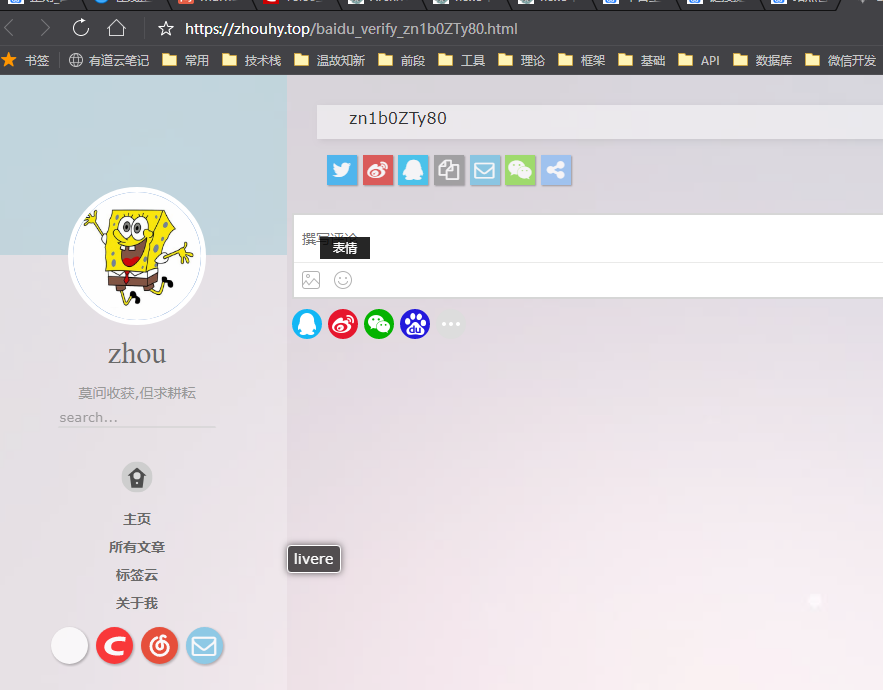 https://zhouhy.top/baidu_verify_zn1b0ZTy80.html
书签 有道云笔记 常用 技术栈 温故知新 前段 工具 理论 框架 基础 API 数据库 微信开发
zn1b0ZTy80
撰写评论
表情
du
zhou
莫问收获,但求耕耘
search...
主页
所有文章
livere
标签云
关于我